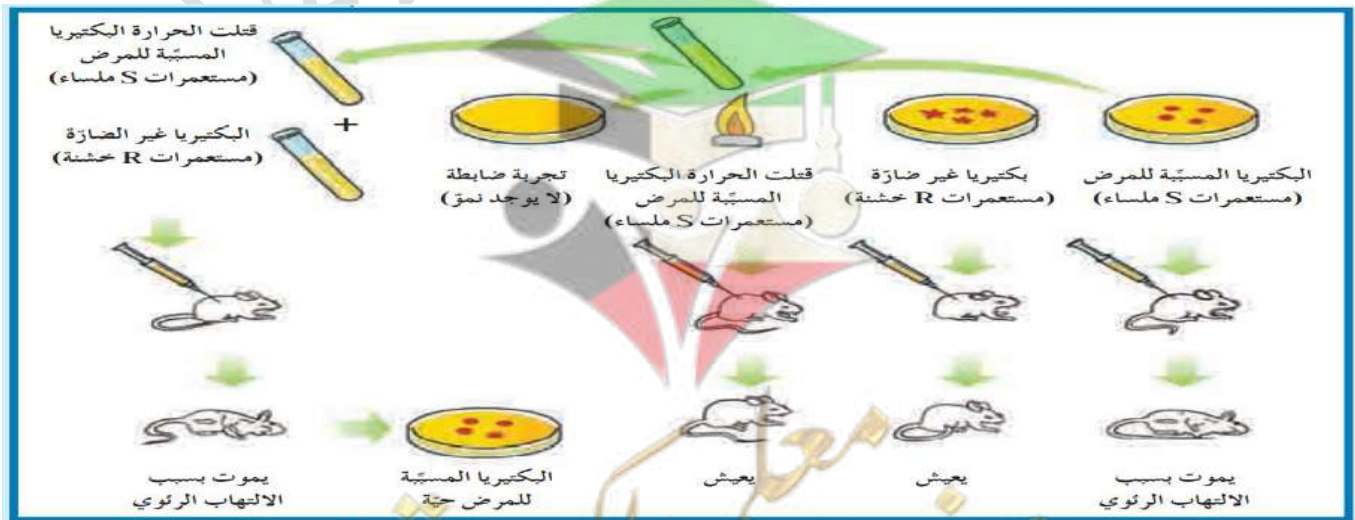 قتلت الحرارة البكتيريا
المسبّبة للمرض
(مستعمرات S ملساء)
+
البكتيريا غير الضارّة
(مستعمرات R خشنة)
البكتيريا المسبّبة للمرض
(مستعمرات S ملساء)
بكتيريا غير ضارّة
(مستعمرات R خشنة)
قتلت الحرارة البكتيريا
المسبّبة للمرض
(مستعمرات S ملساء)
تجربة ضابطة
(لا يوجد نموّ)
يموت بسبب
الالتهاب الرئوي
يعيش
يعيش
البكتيريا المسبّبة
للمرض حيّة
يموت بسبب
الالتهاب الرئوي